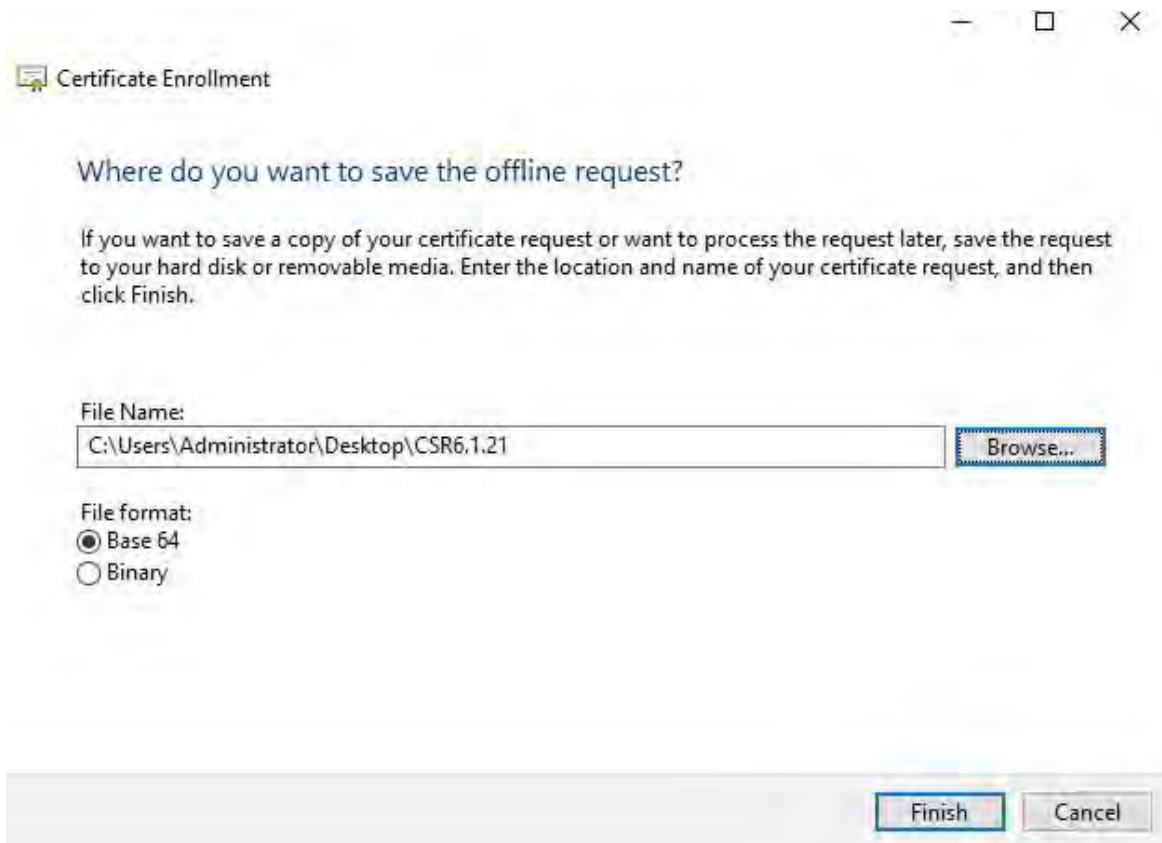 Certificate Enrollment
Where do you want to save the offline request?
If you want to save a copy of your certificate request or want to process the request later, save the request
to your hard disk or removable media. Enter the location and name of your certificate request, and then
click Finish.
File Name:
C:\Users\Administrator\Desktop\CSR6.1.21
Browse...
File format:
Base 64
Binary
Finish
Cancel